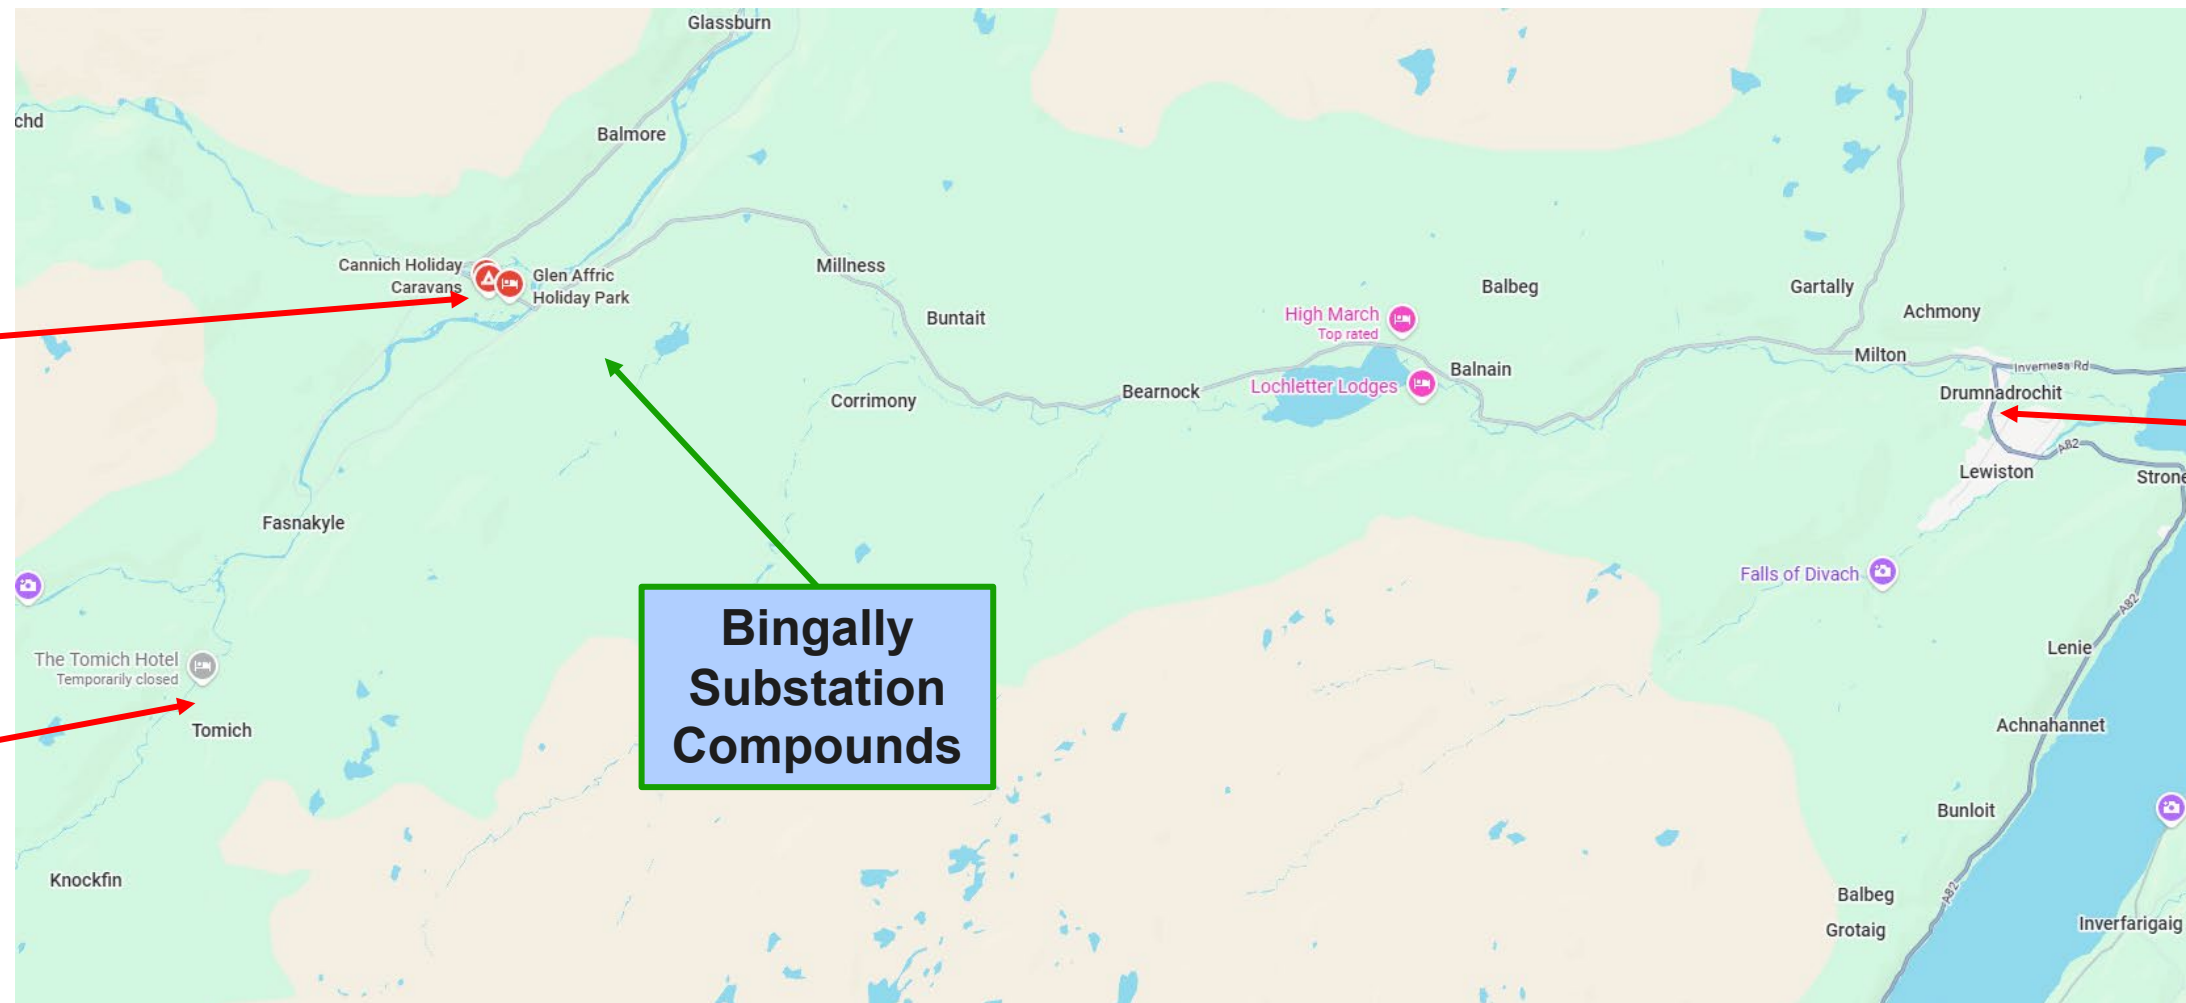 Glassburn
chd
Balmore
Cannich Holiday
Caravans
Glen Affric
Holiday Park
Millness
Buntait
Balbeg
Gartally
Achmony
High March
Top rated
Milton
Inverness Rd
Balnain
Lochletter Lodges
Bearnock
Corrimony
Drumnadrochit
A82
Lewiston
Strone
Fasnakyle
Falls of Divach
A82
Bingally
Substation
Compounds
The Tomich Hotel
Temporarily closed
Tomich
Lenie
Achnahannet
Bunloit
Knockfin
Balbeg
A82
Grotaig
Inverfarigaig